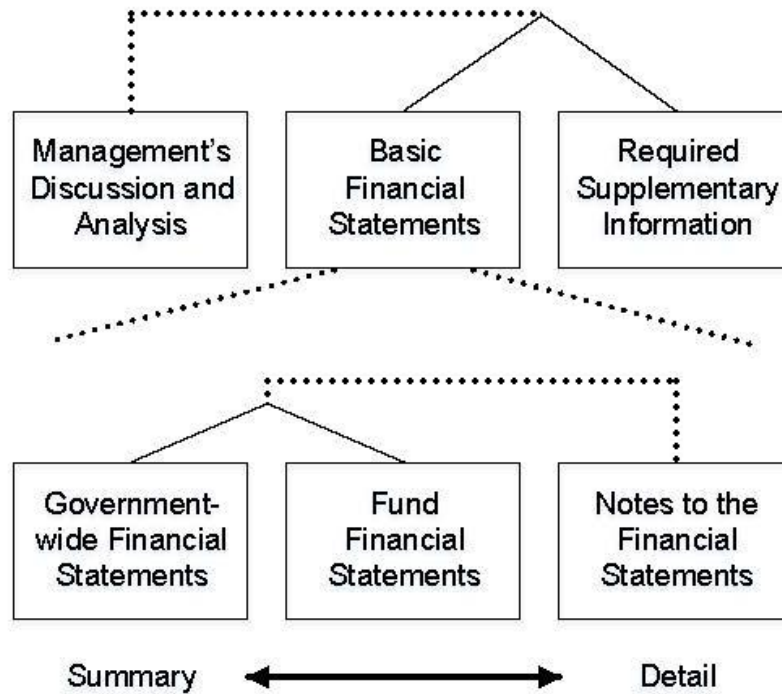 Management's
Discussion and
Analysis
Basic
Financial
Statements
Required
Supplementary
Information
Government-
wide Financial
Statements
Fund
Financial
Statements
Notes to the
Financial
Statements
Summary
Detail